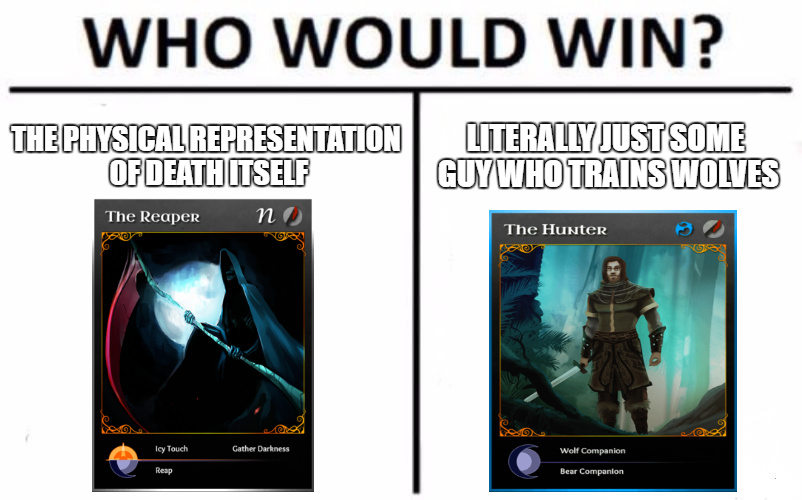 WHO WOULD WIN?
THE PHYSICAL REPRESENTATION
OF DEATH ITSELF
The Reaper n
Icy Touch Gather Darkness
Reap
LITERALLY JUST SOME
GUY WHO TRAINS WOLVES
The Hunter
Wolf Companion
Bear Companion